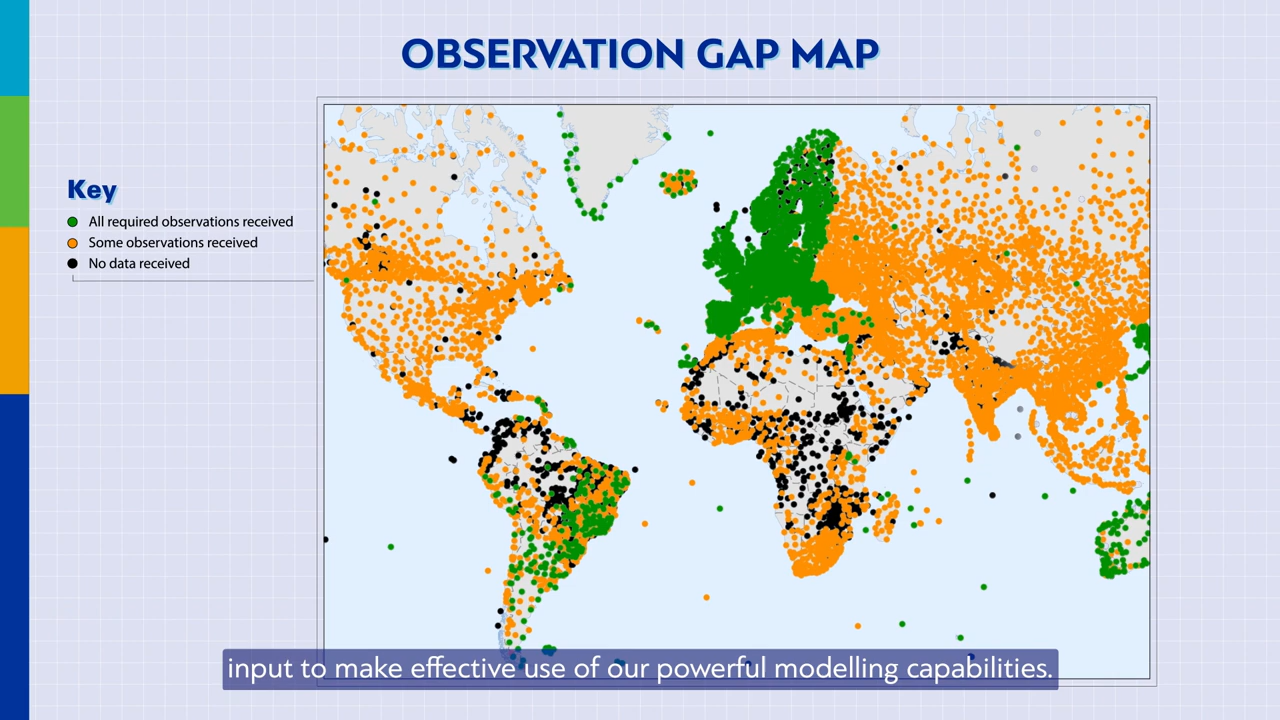 OBSERVATION GAP MAP
Key
All required observations received
Some observations received
No data received
input to make effective use of our powerful modelling capabilities.